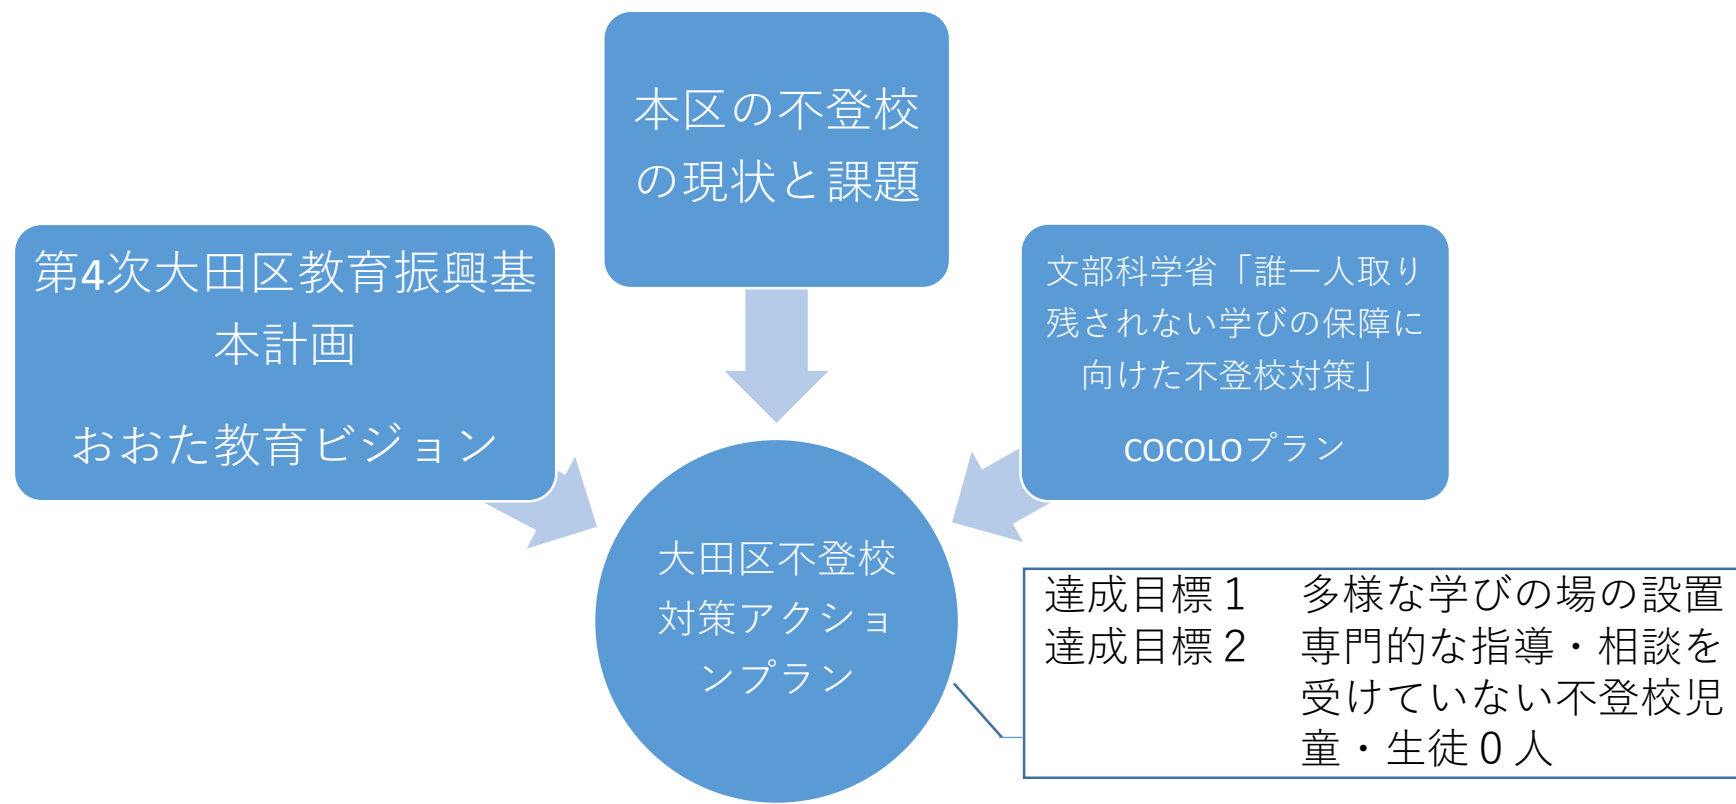 本区の不登校
の現状と課題
第4次大田区教育振興基
本計画
おおた教育ビジョン
文部科学省「誰一人取り
残されない学びの保障に
向けた不登校対策」
COCOLOプラン
大田区不登校
対策アクショ
ンプラン
達成目標１　多様な学びの場の設置
達成目標２　専門的な指導・相談を
受けていない不登校児
童・生徒０人